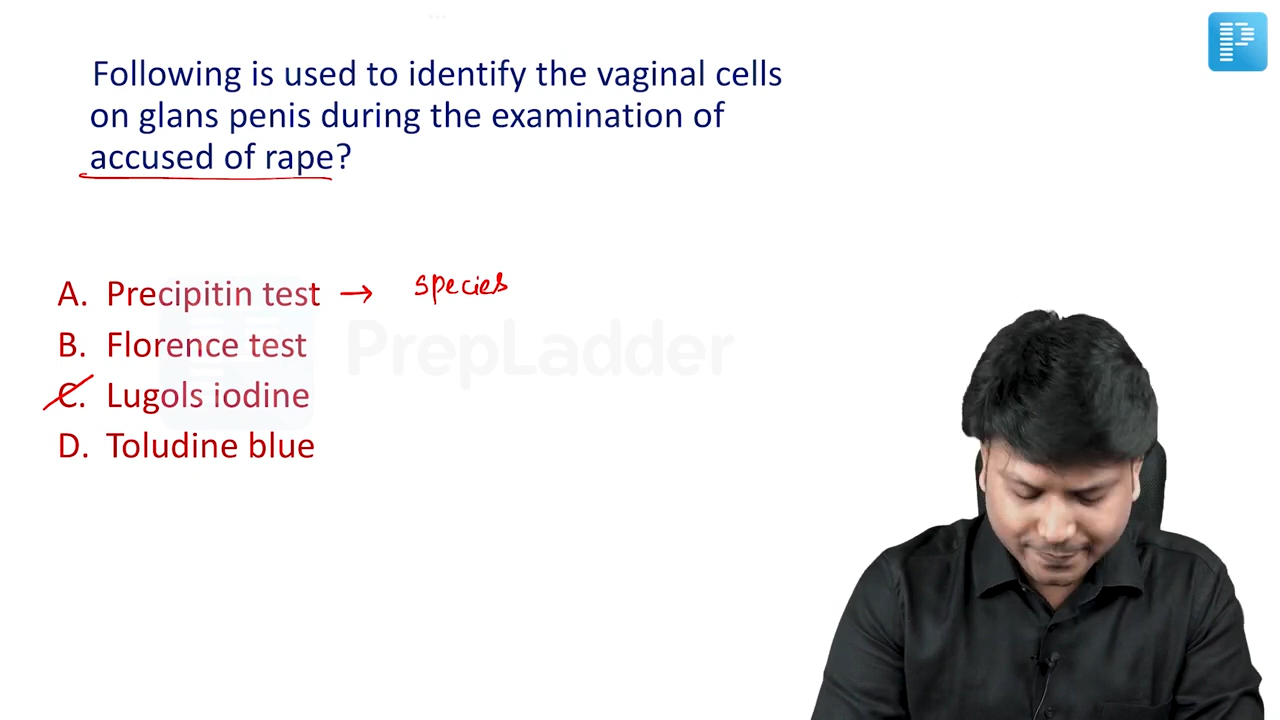 Following is used to identify the vaginal cells
on glans penis during the examination of
accused of rape?
A. Precipitin test → species
B. Florence test
C. Lugols iodine
D. Toludine blue
PrepLadder